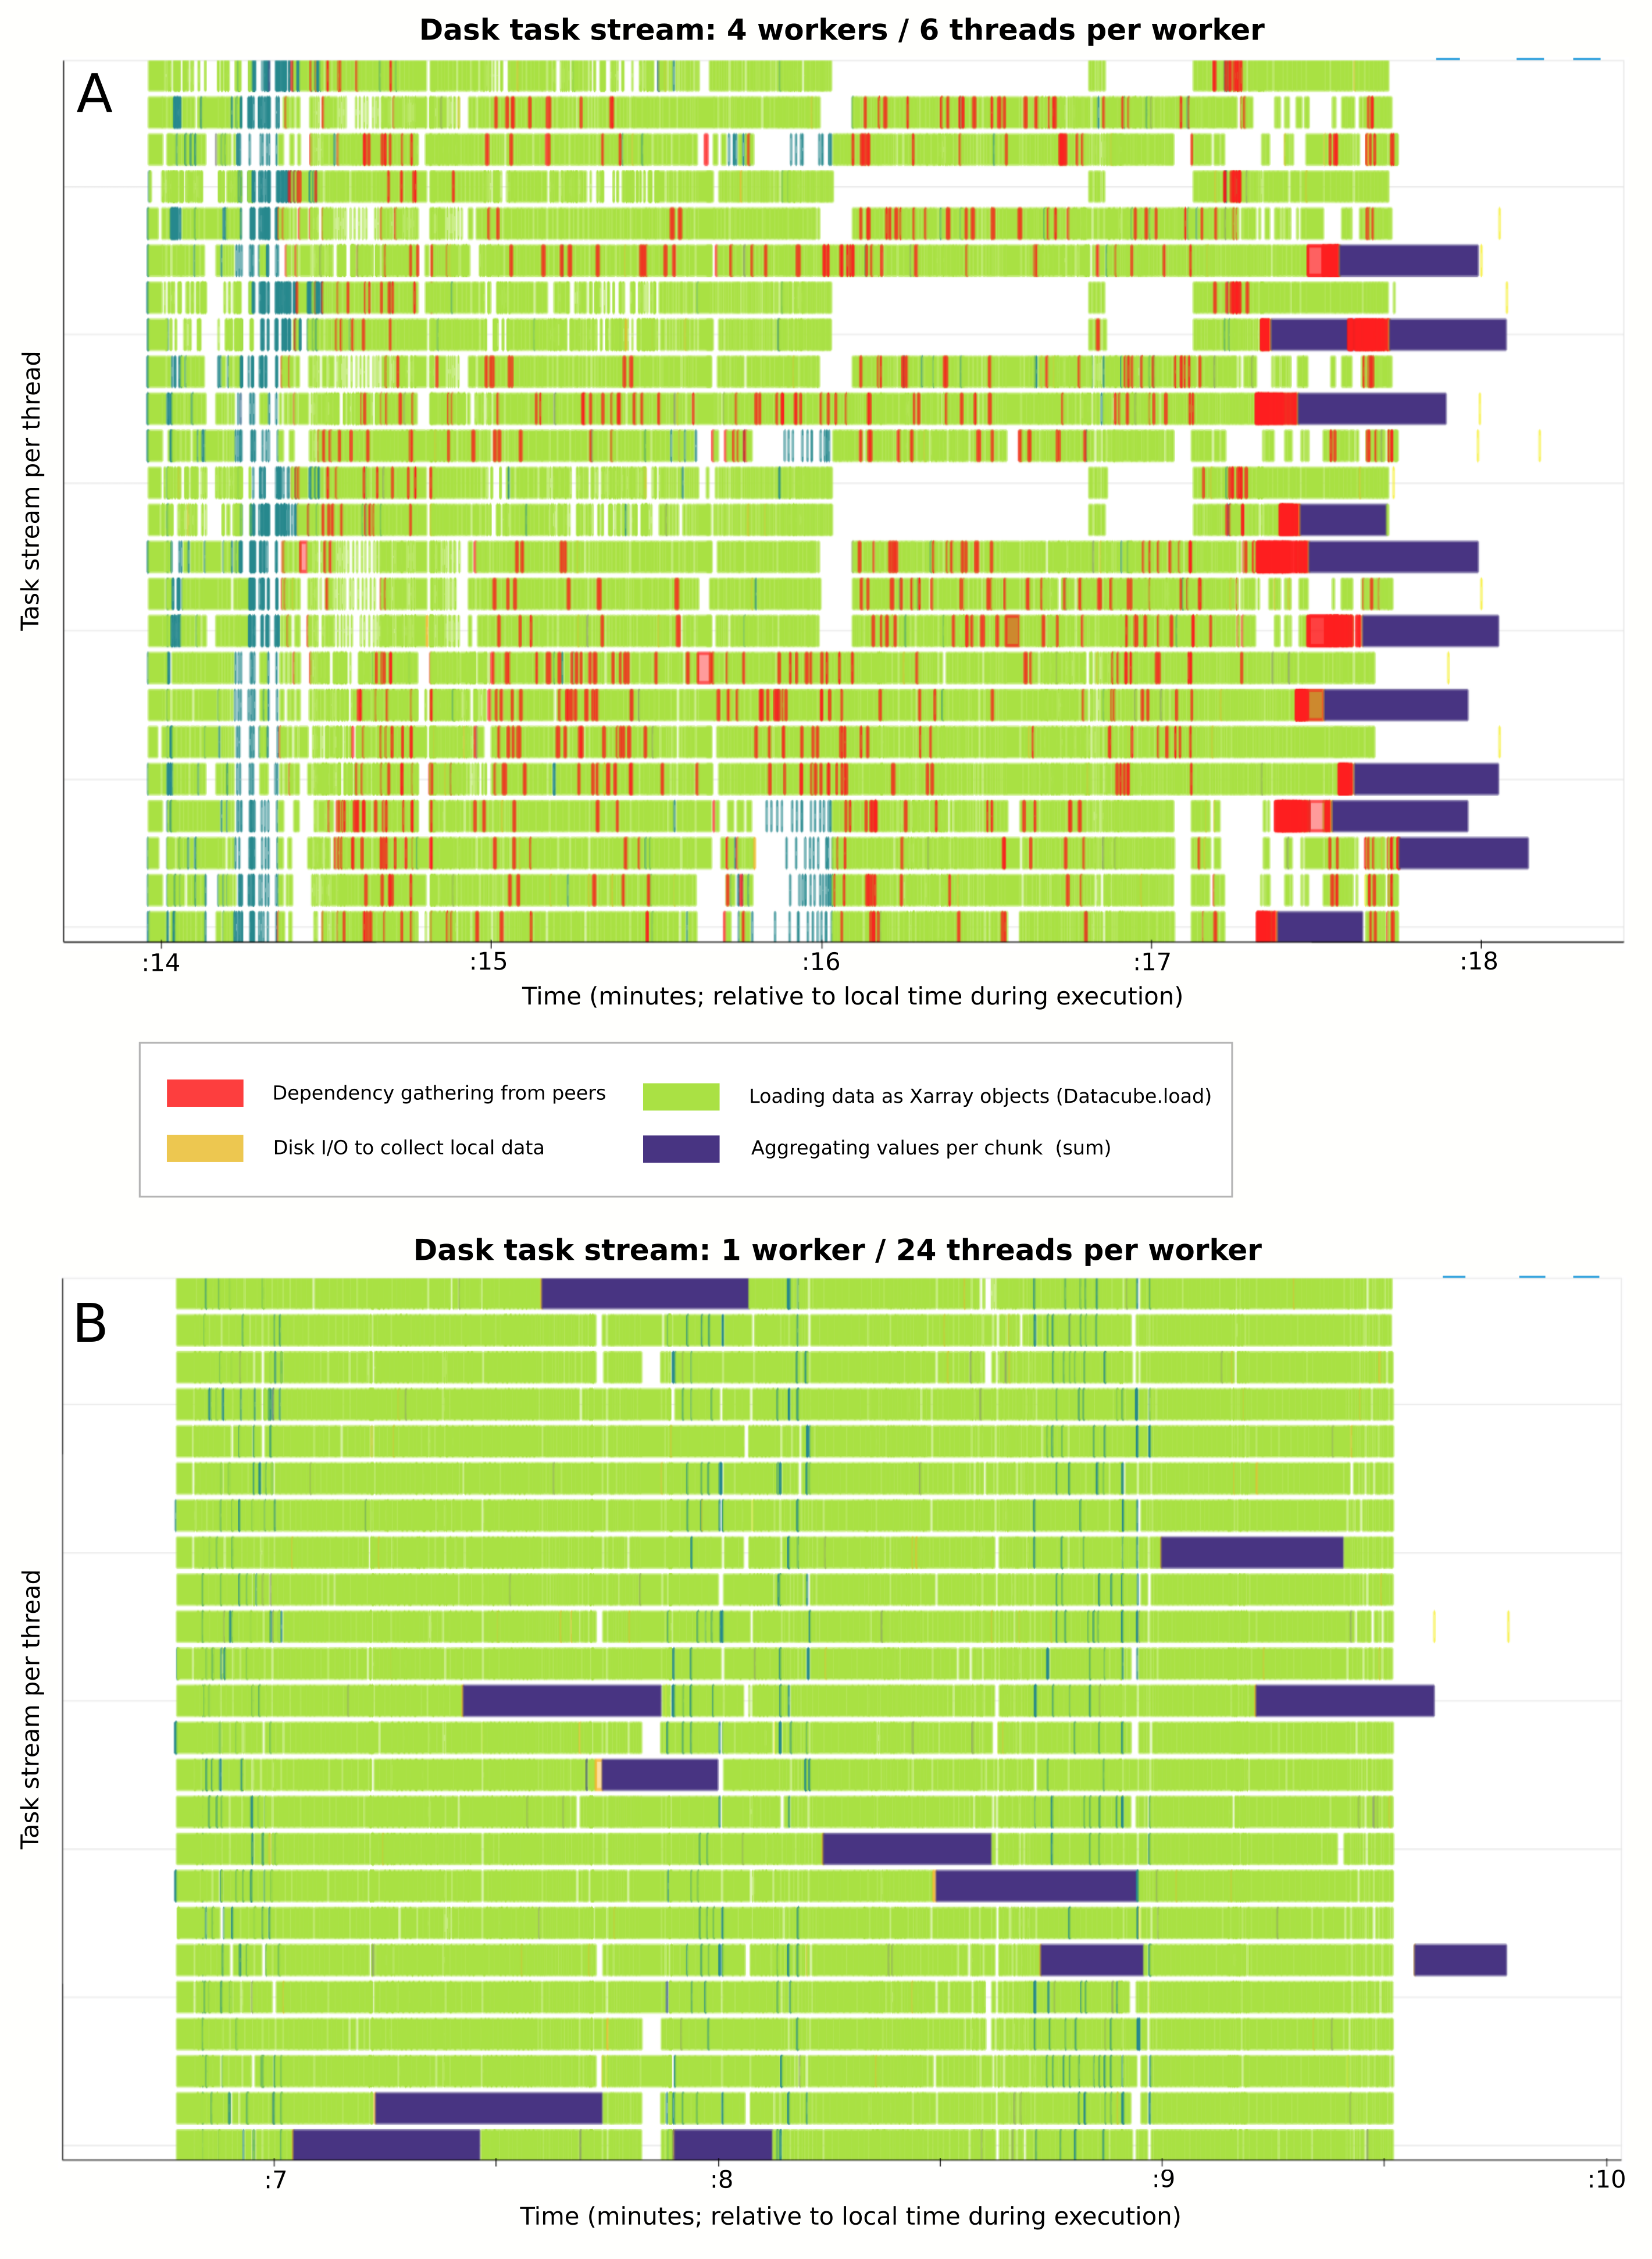 Dask task stream: 4 workers / 6 threads per worker
A
Task stream per thread
:14 :15 :16 :17 :18
Time (minutes; relative to local time during execution)
Dependency gathering from peers
Loading data as Xarray objects (Datacube.load)
Disk I/O to collect local data
Aggregating values per chunk (sum)
Dask task stream: 1 worker / 24 threads per worker
B
Task stream per thread
:7 :8 :9 :10
Time (minutes; relative to local time during execution)